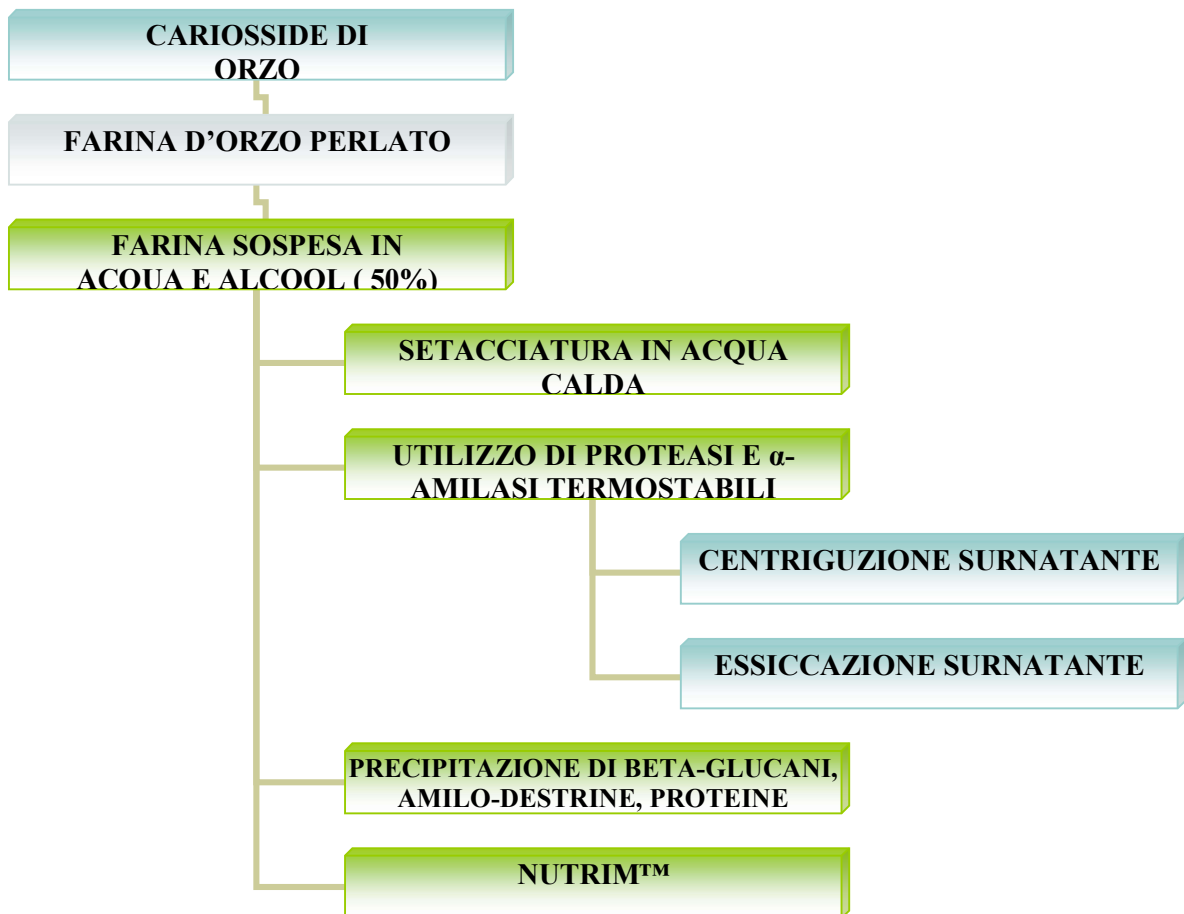 CARIOSSIDE DI
ORZO
FARINA D'ORZO PERLATO
FARINA SOSPESA IN
ACQUA E ALCOOL ( 50%)
SETACCIATURA IN ACQUA
CALDA
UTILIZZO DI PROTEASI E α-
AMILASI TERMOSTABILI
CENTRIGUZIONE SURNATANTE
ESSICCAZIONE SURNATANTE
PRECIPITAZIONE DI BETA-GLUCANI,
AMILO-DESTRINE, PROTEINE
NUTRIM™